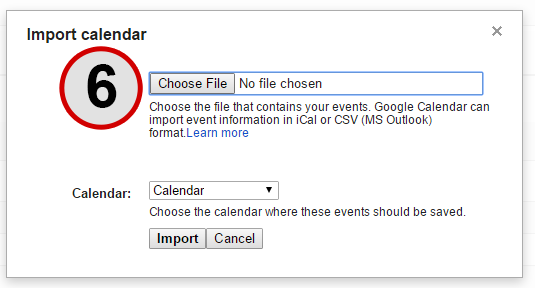 Import calendar ×
6
Choose File No file chosen
Choose the file that contains your events. Google Calendar can
import event information in iCal or CSV (MS Outlook)
format.Learn more
Calendar: Calendar
Choose the calendar where these events should be saved.
Import Cancel